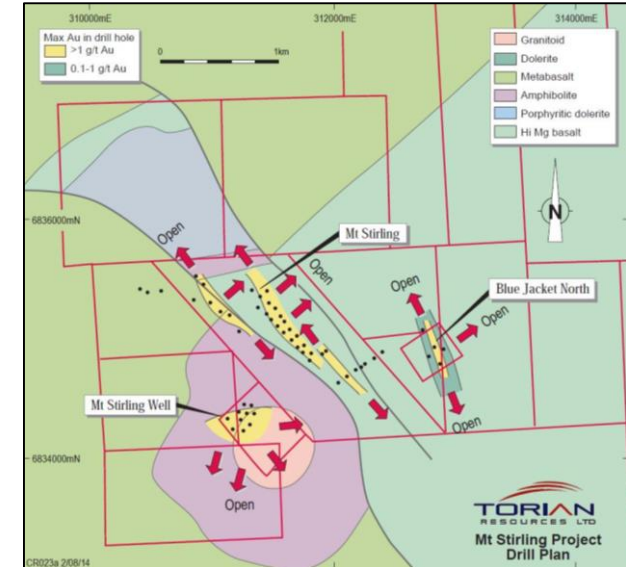 310000mE
312000mE
314000mE
Max Au in drill hole
>1 g/t Au
0.1-1 g/t Au
0
1km
Granitoid
Dolerite
Metabasalt
Amphibolite
Porphyritic dolerite
Hi Mg basalt
N
6836000mN
Open
Mt Stirling
Open
Open
Blue Jacket North
Open
Mt Stirling Well
Open
6834000mN
Open
TORIAN
RESOURCES LTD
Mt Stirling Project
Drill Plan
CR023a 2/08/14